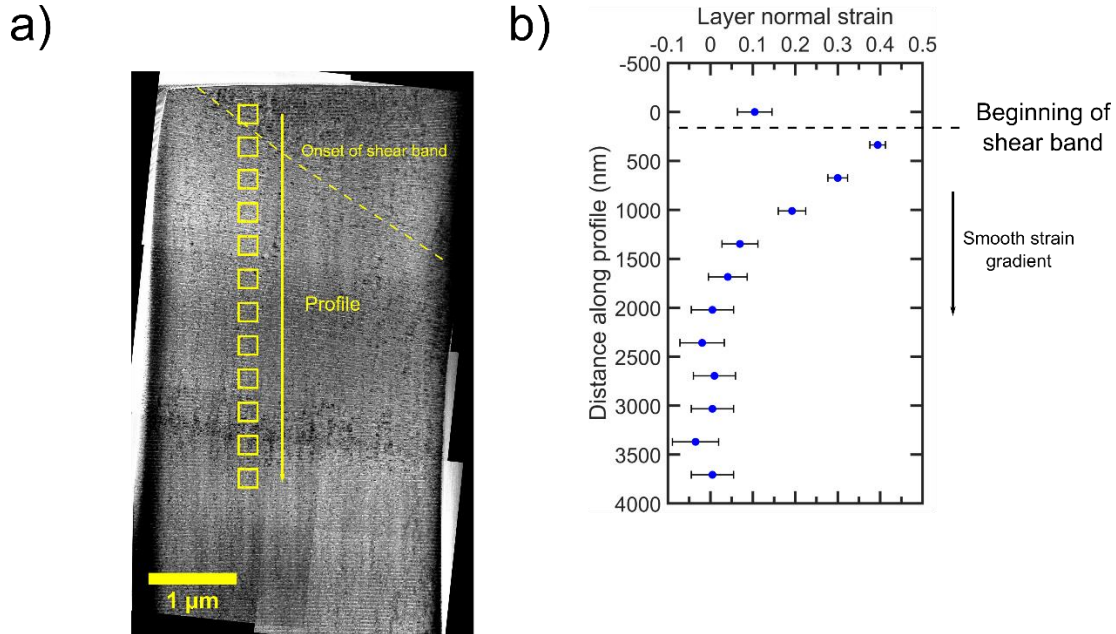 a)
Onset of shear band
Profile
1 µm
b)
Layer normal strain
-0.1 0 0.1 0.2 0.3 0.4 0.5
Distance along profile (nm)
-500
0
500
1000
1500
2000
2500
3000
3500
4000
Beginning of
shear band
Smooth strain
gradient